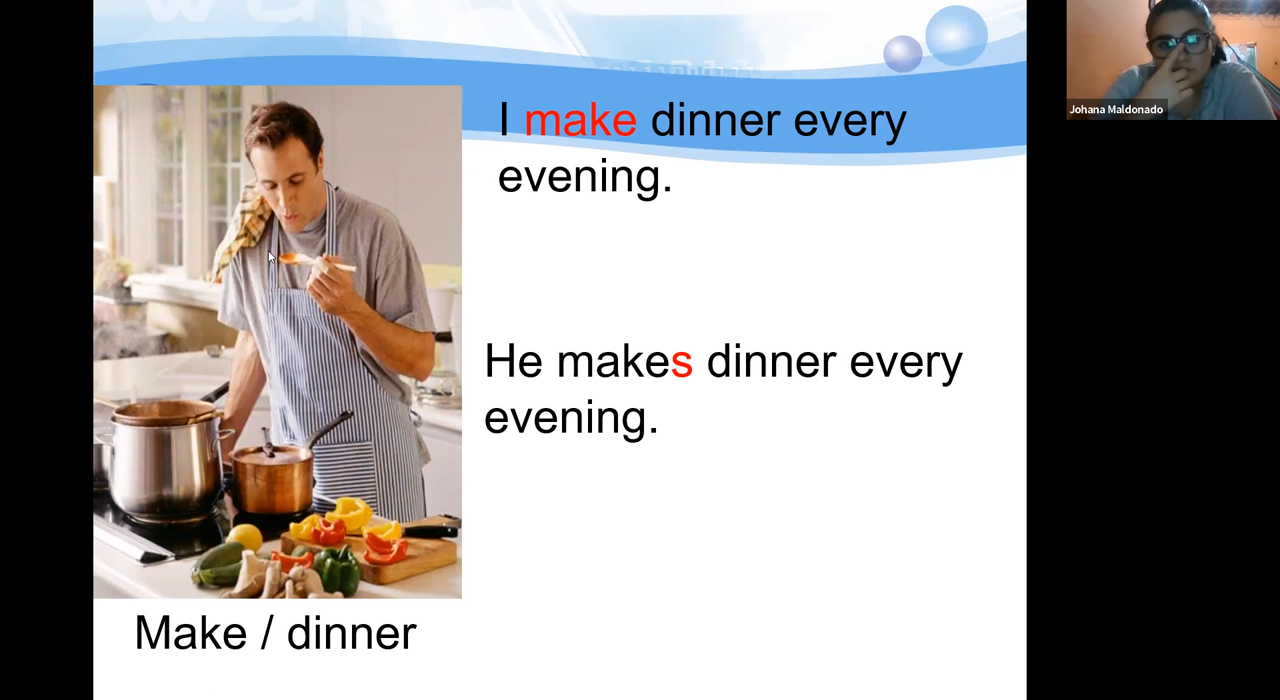 I make dinner every
evening.
He makes dinner every
evening.
Make / dinner
Johana Maldonado